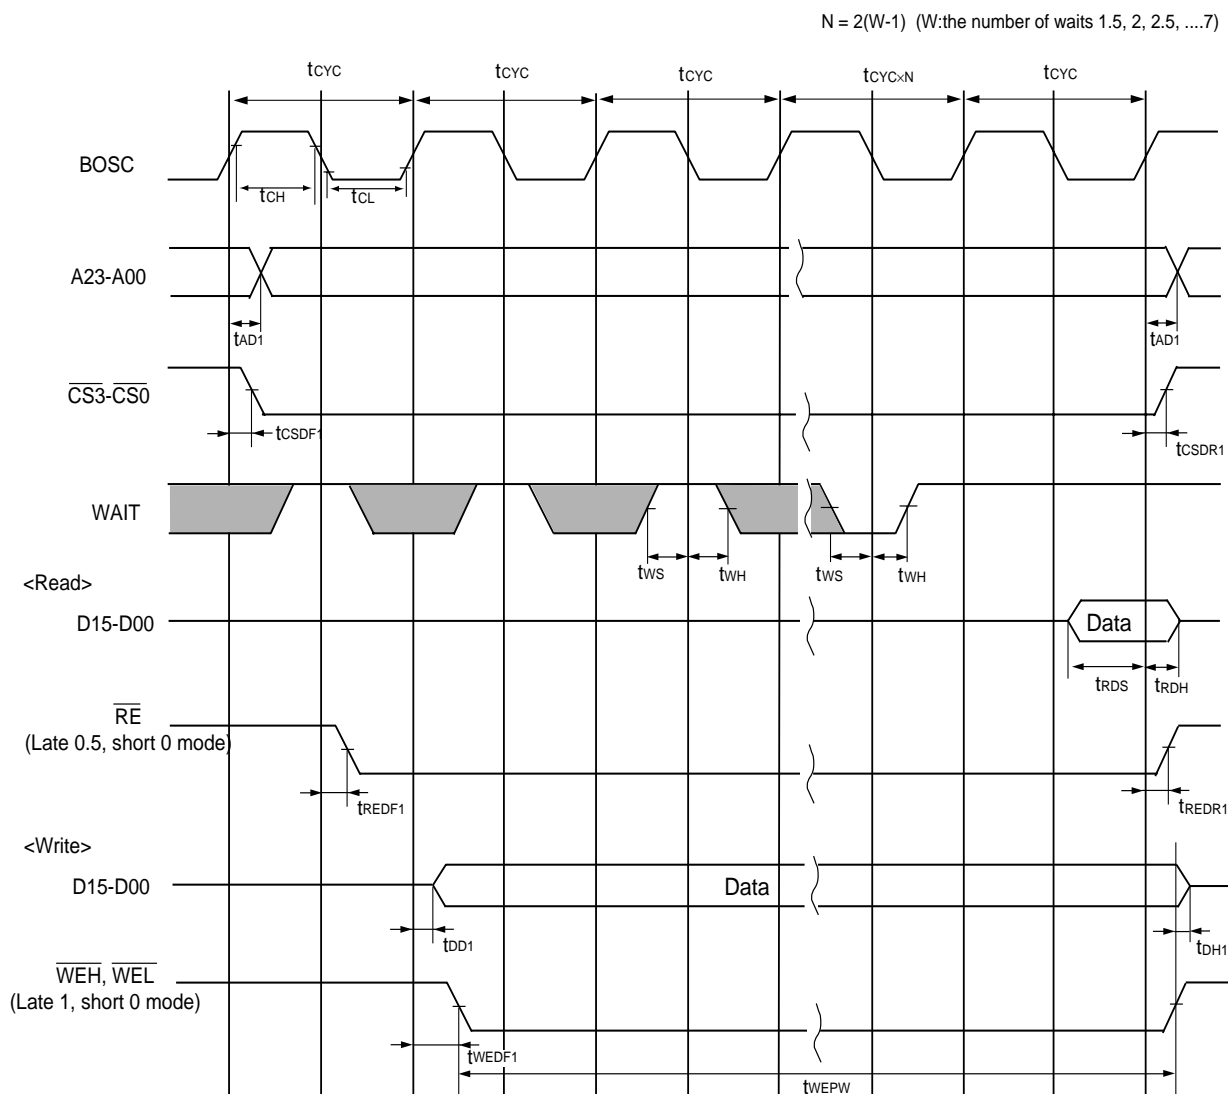 N = 2(W-1) (W:the number of waits 1.5, 2, 2.5, ....7)
tCYC tCYC tCYC tCYC×N tCYC
BOSC
tCH tCL
A23-A00
tAD1 tAD1
CS3-CS0
tCSDF1 tCSDR1
WAIT
tWS tWH tWS tWH
<Read>
D15-D00 Data
tRDS tRDH
RE
(Late 0.5, short 0 mode)
tREDF1 tREDR1
<Write>
D15-D00 Data
tDD1 tDH1
WEH, WEL
(Late 1, short 0 mode)
tWEDF1
tWEPW